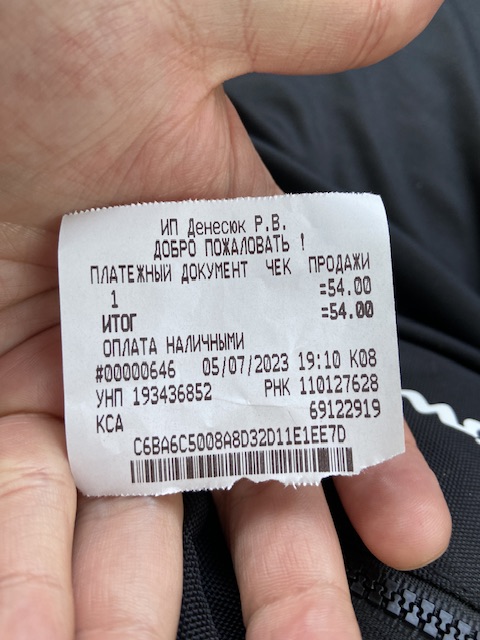 ИП Денесюк Р.В.
ДОБРО ПОЖАЛОВАТЬ !
ПЛАТЕЖНЫЙ ДОКУМЕНТ ЧЕК ПРОДАЖИ
1 =54.00
ИТОГ =54.00
ОПЛАТА НАЛИЧНЫМИ
#00000646 05/07/2023 19:10 К08
УНП 193436852 РНК 110127628
КСА 69122919
C6BA6C5008A8D32D11E1EE7D